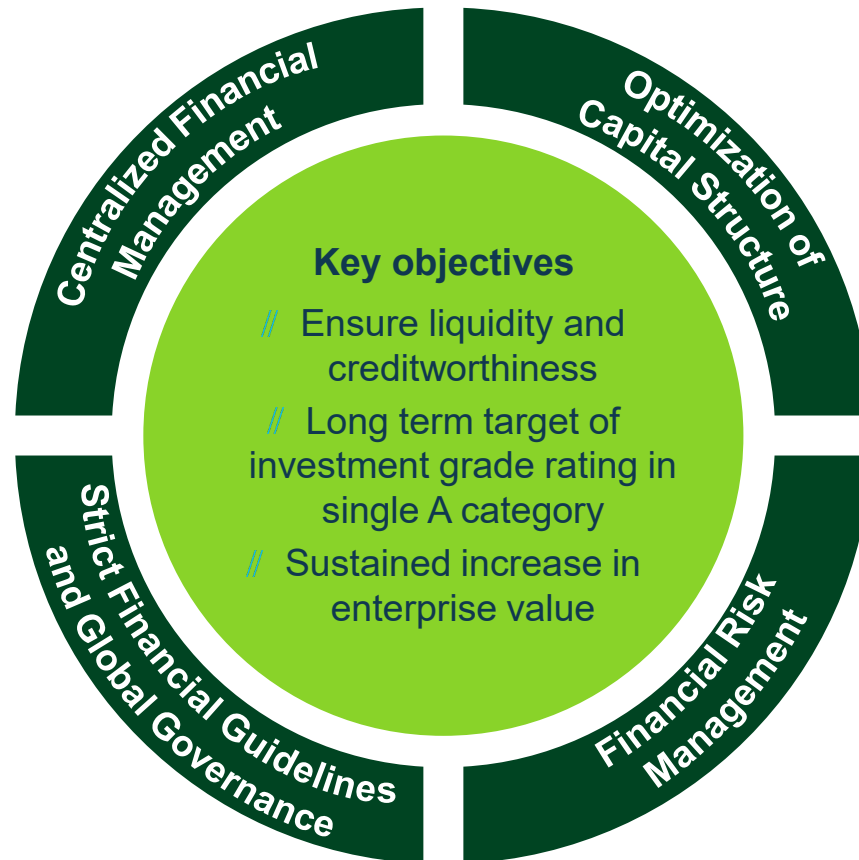 Centralized Financial
Management
Optimization of
Capital Structure
Key objectives
// Ensure liquidity and
creditworthiness
// Long term target of
investment grade rating in
single A category
// Sustained increase in
enterprise value
Strict Financial Guidelines
and Global Governance
Financial Risk
Management